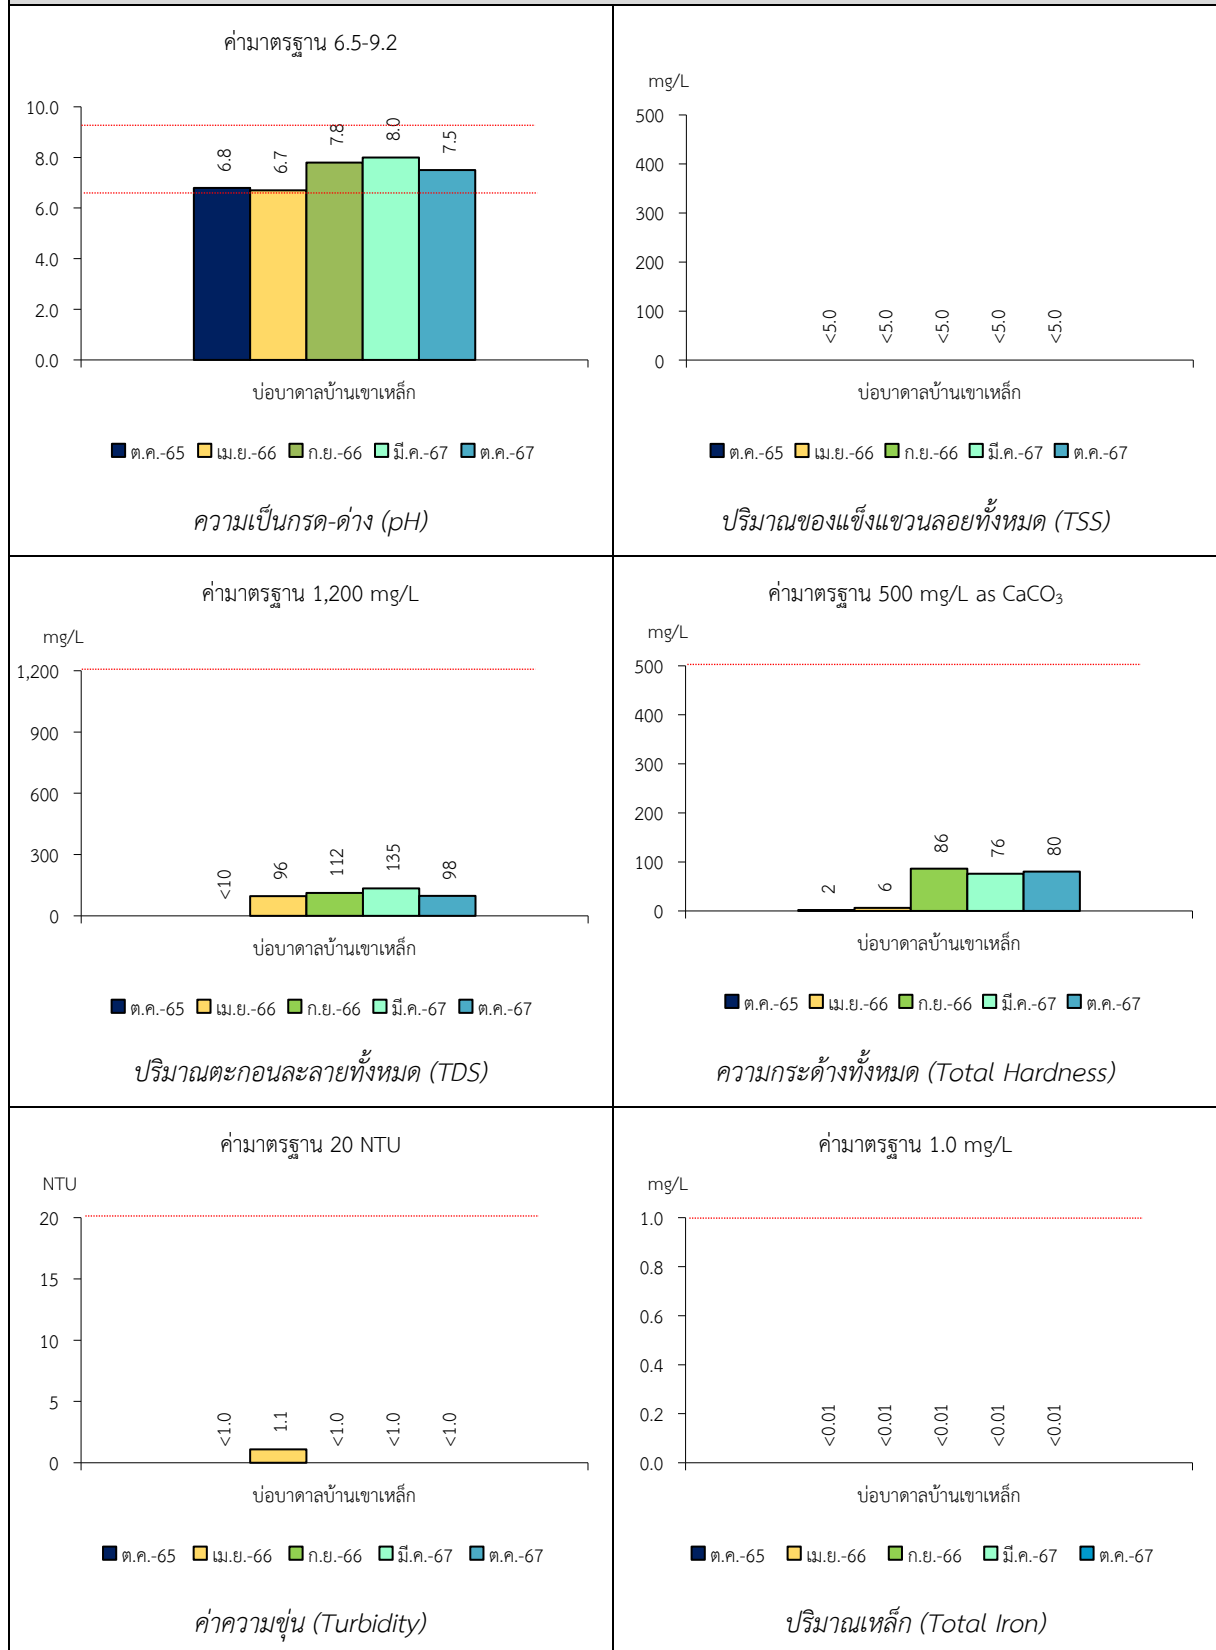 ค่ามาตรฐาน 6.5-9.2
10.0
8.0
6.0
4.0
2.0
0.0
6.8
6.7
7.8
8.0
7.5
บ่อบาดาลบ้านเขาเหล็ก
ต.ค.-65 เม.ย.-66 ก.ย.-66 มี.ค.-67 ต.ค.-67
ความเป็นกรด-ด่าง (pH)
mg/L
500
400
300
200
100
0
<5.0
<5.0
<5.0
<5.0
<5.0
บ่อบาดาลบ้านเขาเหล็ก
ต.ค.-65 เม.ย.-66 ก.ย.-66 มี.ค.-67 ต.ค.-67
ปริมาณของแข็งแขวนลอยทั้งหมด (TSS)
ค่ามาตรฐาน 1,200 mg/L
mg/L
1,200
900
600
300
0
<10
96
112
135
98
บ่อบาดาลบ้านเขาเหล็ก
ต.ค.-65 เม.ย.-66 ก.ย.-66 มี.ค.-67 ต.ค.-67
ปริมาณตะกอนละลายทั้งหมด (TDS)
ค่ามาตรฐาน 500 mg/L as CaCO₃
mg/L
500
400
300
200
100
0
2
6
86
76
80
บ่อบาดาลบ้านเขาเหล็ก
ต.ค.-65 เม.ย.-66 ก.ย.-66 มี.ค.-67 ต.ค.-67
ความกระด้างทั้งหมด (Total Hardness)
ค่ามาตรฐาน 20 NTU
NTU
20
15
10
5
0
<1.0
1.1
<1.0
<1.0
<1.0
บ่อบาดาลบ้านเขาเหล็ก
ต.ค.-65 เม.ย.-66 ก.ย.-66 มี.ค.-67 ต.ค.-67
ค่าความขุ่น (Turbidity)
ค่ามาตรฐาน 1.0 mg/L
mg/L
1.0
0.8
0.6
0.4
0.2
0.0
<0.01
<0.01
<0.01
<0.01
<0.01
บ่อบาดาลบ้านเขาเหล็ก
ต.ค.-65 เม.ย.-66 ก.ย.-66 มี.ค.-67 ต.ค.-67
ปริมาณเหล็ก (Total Iron)